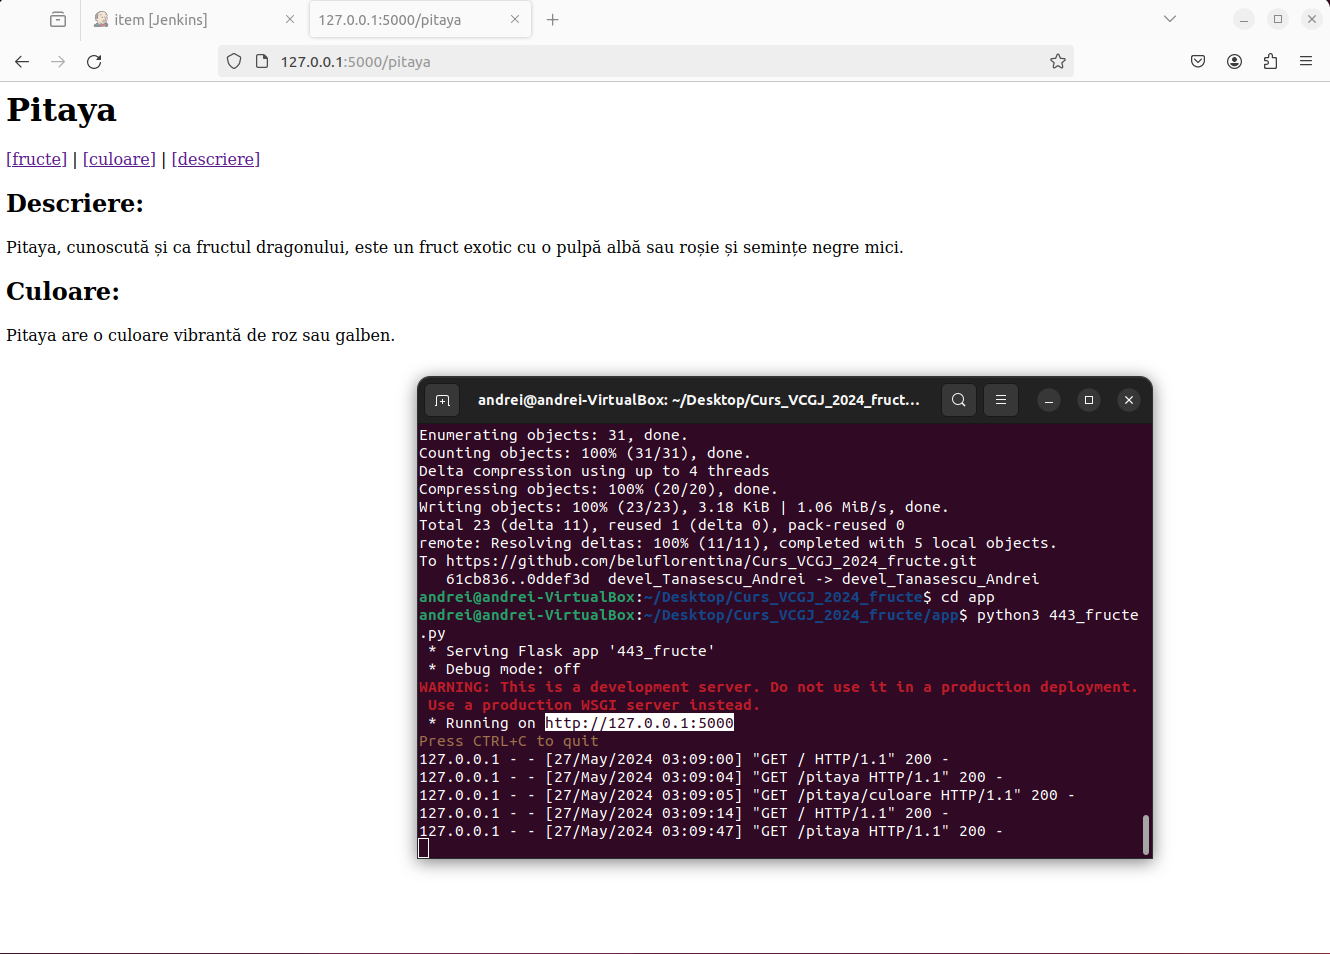 item [Jenkins]
127.0.0.1:5000/pitaya
127.0.0.1:5000/pitaya
Pitaya
[fructe] | [culoare] | [descriere]
Descriere:
Pitaya, cunoscută și ca fructul dragonului, este un fruct exotic cu o pulpă albă sau roșie și semințe negre mici.
Culoare:
Pitaya are o culoare vibrantă de roz sau galben.
andrei@andrei-VirtualBox: ~/Desktop/Curs_VCGJ_2024_fruct...
Enumerating objects: 31, done.
Counting objects: 100% (31/31), done.
Delta compression using up to 4 threads
Compressing objects: 100% (20/20), done.
Writing objects: 100% (23/23), 3.18 KiB | 1.06 MiB/s, done.
Total 23 (delta 11), reused 1 (delta 0), pack-reused 0
remote: Resolving deltas: 100% (11/11), completed with 5 local objects.
To https://github.com/beluflorentina/Curs_VCGJ_2024_fructe.git
   61cb836..0ddef3d  devel_Tanasescu_Andrei -> devel_Tanasescu_Andrei
andrei@andrei-VirtualBox:~/Desktop/Curs_VCGJ_2024_fructe$ cd app
andrei@andrei-VirtualBox:~/Desktop/Curs_VCGJ_2024_fructe/app$ python3 443_fructe
.py
 * Serving Flask app '443_fructe'
 * Debug mode: off
WARNING: This is a development server. Do not use it in a production deployment.
 Use a production WSGI server instead.
 * Running on http://127.0.0.1:5000
Press CTRL+C to quit
127.0.0.1 - - [27/May/2024 03:09:00] "GET / HTTP/1.1" 200 -
127.0.0.1 - - [27/May/2024 03:09:04] "GET /pitaya HTTP/1.1" 200 -
127.0.0.1 - - [27/May/2024 03:09:05] "GET /pitaya/culoare HTTP/1.1" 200 -
127.0.0.1 - - [27/May/2024 03:09:14] "GET / HTTP/1.1" 200 -
127.0.0.1 - - [27/May/2024 03:09:47] "GET /pitaya HTTP/1.1" 200 -